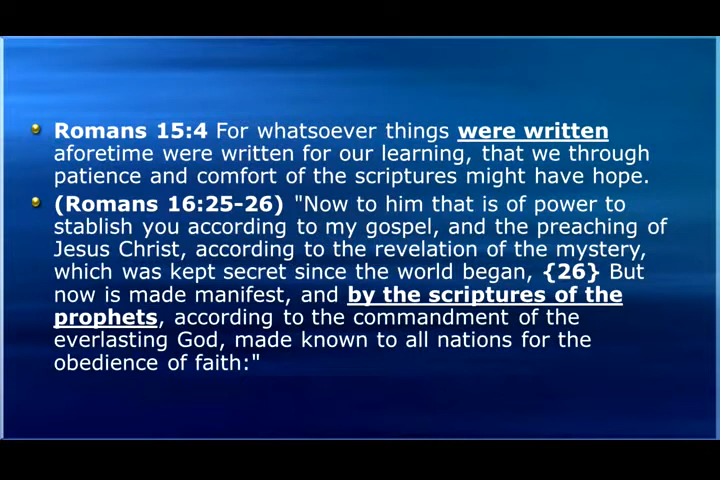 Romans 15:4 For whatsoever things were written
aforetime were written for our learning, that we through
patience and comfort of the scriptures might have hope.
(Romans 16:25-26) "Now to him that is of power to
stablish you according to my gospel, and the preaching of
Jesus Christ, according to the revelation of the mystery,
which was kept secret since the world began, {26} But
now is made manifest, and by the scriptures of the
prophets, according to the commandment of the
everlasting God, made known to all nations for the
obedience of faith:"